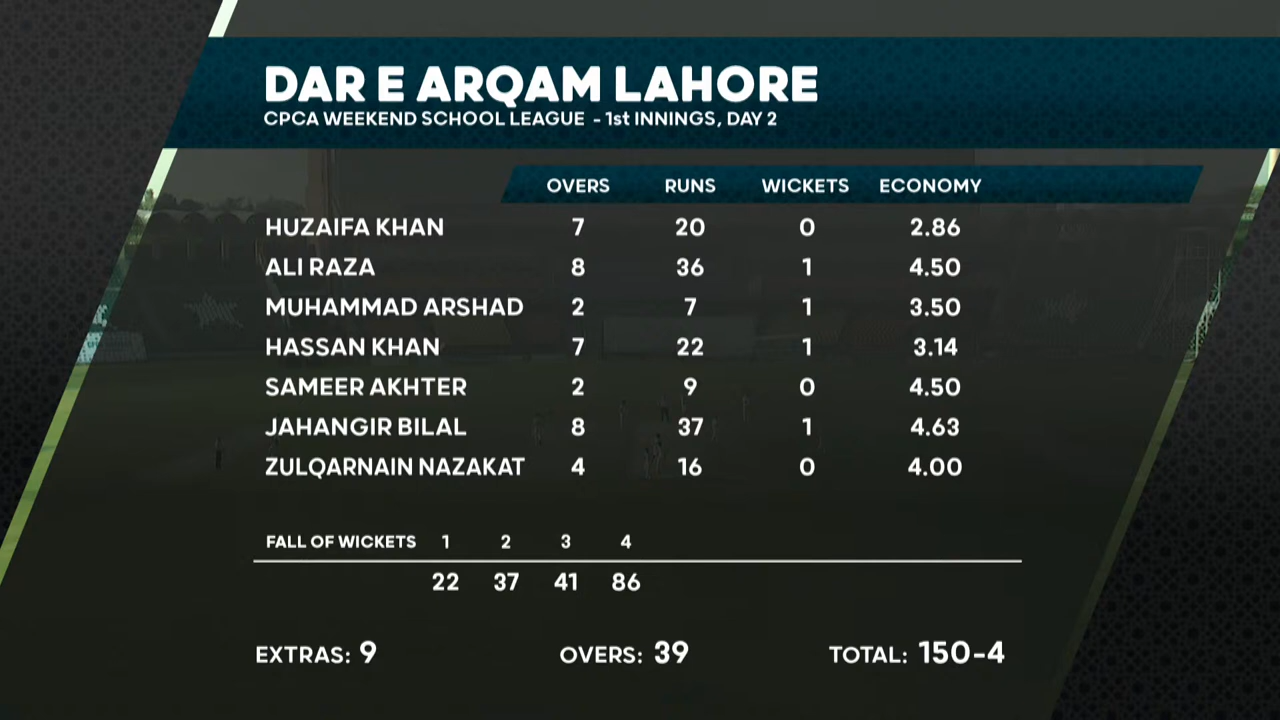 DAR E ARQAM LAHORE
CPCA WEEKEND SCHOOL LEAGUE - 1st INNINGS, DAY 2
OVERS RUNS WICKETS ECONOMY
HUZAIFA KHAN 7 20 0 2.86
ALI RAZA 8 36 1 4.50
MUHAMMAD ARSHAD 2 7 1 3.50
HASSAN KHAN 7 22 1 3.14
SAMEER AKHTER 2 9 0 4.50
JAHANGIR BILAL 8 37 1 4.63
ZULQARNAIN NAZAKAT 4 16 0 4.00
FALL OF WICKETS 1 2 3 4
22 37 41 86
EXTRAS: 9 OVERS: 39 TOTAL: 150-4